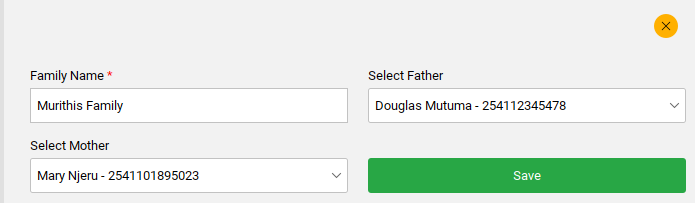 Family Name *
Select Father
Murithis Family
Douglas Mutuma - 254112345478
Select Mother
Mary Njeru - 2541101895023
Save